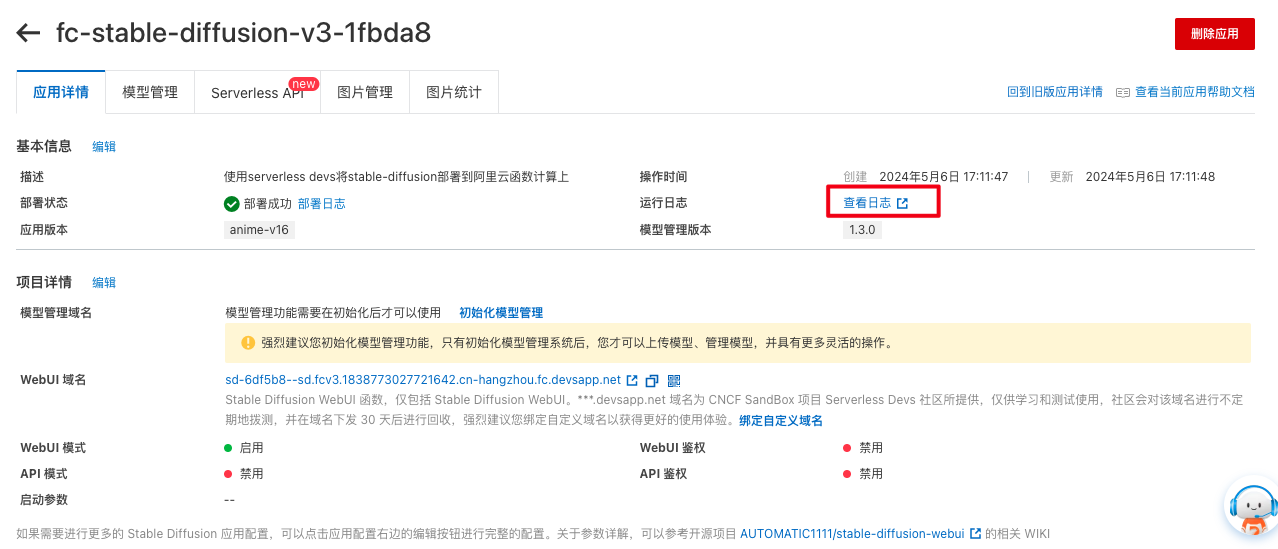 fc-stable-diffusion-v3-1fbda8
删除应用
应用详情 模型管理 Serverless API new 图片管理 图片统计 回到旧版应用详情 查看当前应用帮助文档
基本信息 编辑
描述 使用serverless devs将stable-diffusion部署到阿里云函数计算上 操作时间 创建 2024年5月6日 17:11:47 更新 2024年5月6日 17:11:48
部署状态 部署成功 部署日志 运行日志 查看日志
应用版本 anime-v16 模型管理版本 1.3.0
项目详情 编辑
模型管理域名 模型管理功能需要在初始化后才可以使用 初始化模型管理
强烈建议您初始化模型管理功能，只有初始化模型管理系统后，您才可以上传模型、管理模型，并具有更多灵活的操作。
WebUI 域名 sd-6df5b8--sd.fcv3.1838773027721642.cn-hangzhou.fc.devsapp.net
Stable Diffusion WebUI 函数，仅包括 Stable Diffusion WebUI。***.devsapp.net 域名为 CNCF SandBox 项目 Serverless Devs 社区所提供，仅供学习和测试使用，社区会对该域名进行不定
期地拨测，并在域名下发 30 天后进行回收，强烈建议您绑定自定义域名以获得更好的使用体验。绑定自定义域名
WebUI 模式 启用 WebUI 鉴权 禁用
API 模式 禁用 API 鉴权 禁用
启动参数 --
如果需要进行更多的 Stable Diffusion 应用配置，可以点击应用配置右边的编辑按钮进行完整的配置。关于参数详解，可以参考开源项目 AUTOMATIC1111/stable-diffusion-webui 的相关 WIKI